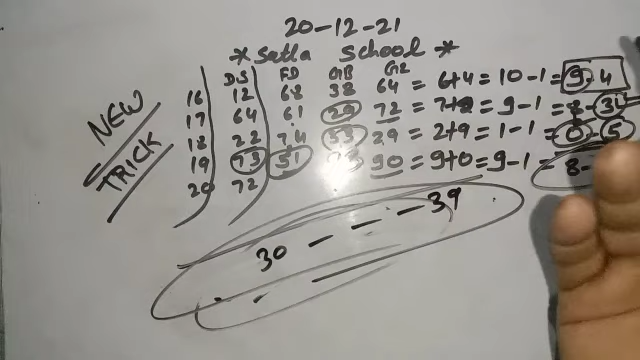 20-12-21
* Satta School *
NEW TRICK
DS FD GB GL
16 12 68 38 64 = 6+4 = 10-1 = 9-4
17 64 61 29 72 = 7+2 = 9-1 = 8-34
18 22 74 53 29 = 2+9 = 1-1 = 0-5
19 73 51 90 = 9+0 = 9-1 = 8-
20 72
30 - - - 39